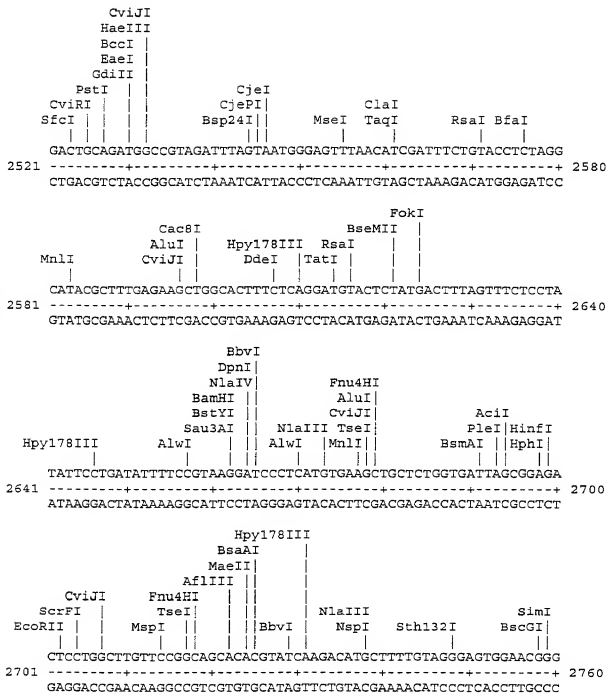 CviJI
HaeIII
BccI
EaeI
GdiII
PstI CjeI
CviRI CjePI ClaI
SfcI Bsp24I MseI TaqI RsaI BfaI
GACTGCAGATGGCCGTAGATTTAGTAATGGGAGTTTAACATCGATTTCTGTACCTCTAGG
2521 ---------+---------+---------+---------+---------+---------+ 2580
CTGACGTCTACCGGCATCTAAATCATTACCCTCAAATTGTAGCTAAAGACATGGAGATCC
FokI
Cac8I BseMII
AluI Hpy178III RsaI
MnlI CviJI DdeI TatI
CATACGCTTTGAGAAGCTGGCACTTTCTCAGGATGTACTCTATGACTTTAGTTTCTCCTA
2581 ---------+---------+---------+---------+---------+---------+ 2640
GTATGCGAAACTCTTCGACCGTGAAAGAGTCCTACATGAGATACTGAAATCAAAGAGGAT
BbvI
DpnI
NlaIV Fnu4HI
BamHI AluI
BstYI CviJI AciI
Sau3AI NlaIII TseI PleI HinfI
Hpy178III AlwI AlwI MnlI BsmAI HphI
TATTCCTGATATTTTCCGTAAGGATCCCTCATGTGAAGCTGCTCTGGTGATTAGCGGAGA
2641 ---------+---------+---------+---------+---------+---------+ 2700
ATAAGGACTATAAAAGGCATTCCTAGGGAGTACACTTCGACGAGACCACTAATCGCCTCT
Hpy178III
BsaAI
MaeII
AflIII
CviJI Fnu4HI
ScrFI TseI NlaIII SimI
EcoRII MspI BbvI NspI Sth132I BscGI
CTCCTGGCTTGTTCCGGCAGCACACGTATCAAGACATGCTTTTGTAGGGAGTGGAACGGG
2701 ---------+---------+---------+---------+---------+---------+ 2760
GAGGACCGAACAAGGCCGTCGTGTGCATAGTTCTGTACGAAAACATCCCTCACCTTGCCC